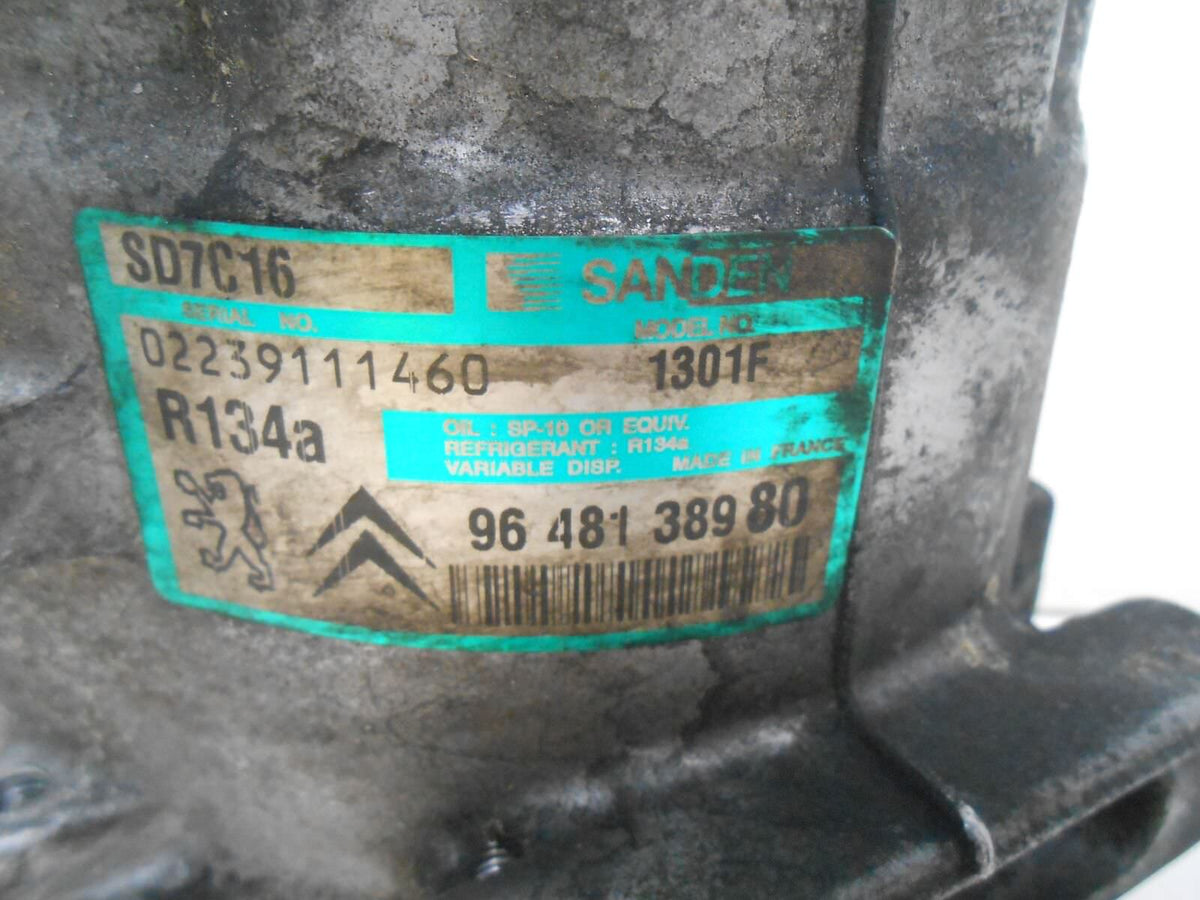 SD7C16
SANDEN
SERIAL NO.
MODEL NO.
02239111460
1301F
R134a
OIL : SP-10 OR EQUIV.
REFRIGERANT : R134a
VARIABLE DISP. MADE IN FRANCE
96 481 389 80